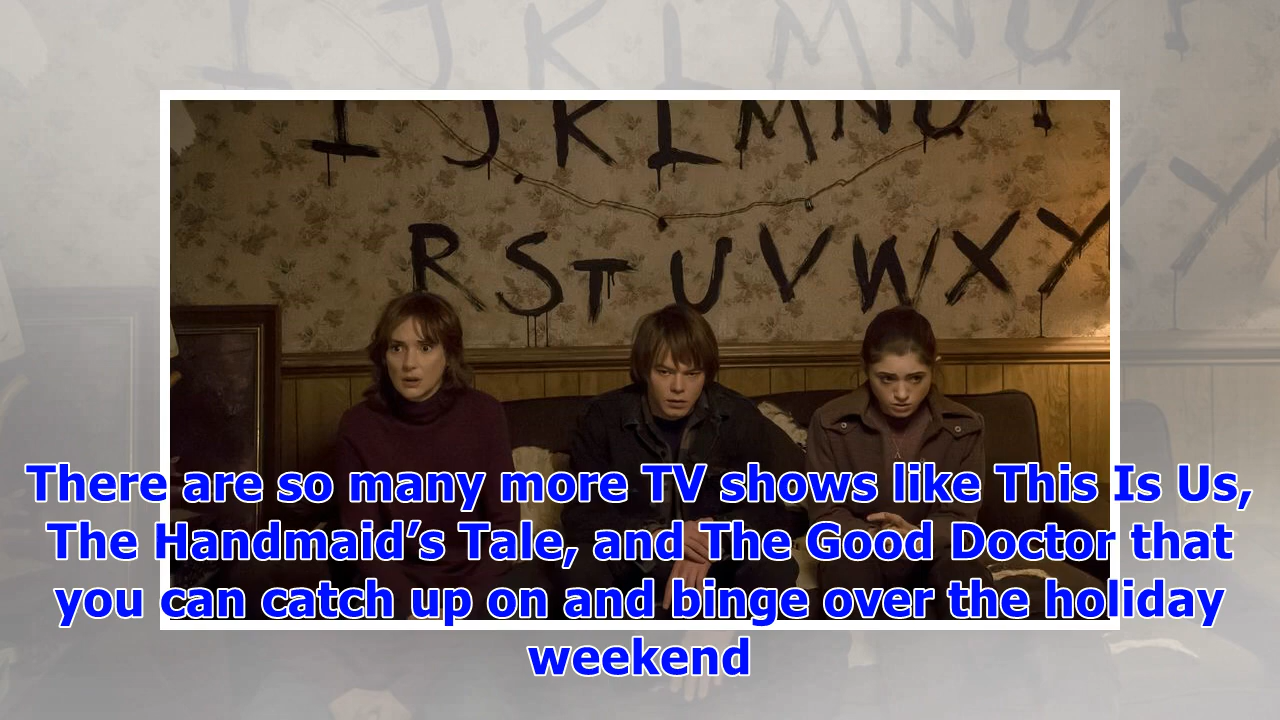 I J K L M N O
R S T U V W X Y
There are so many more TV shows like This Is Us,
The Handmaid’s Tale, and The Good Doctor that
you can catch up on and binge over the holiday
weekend